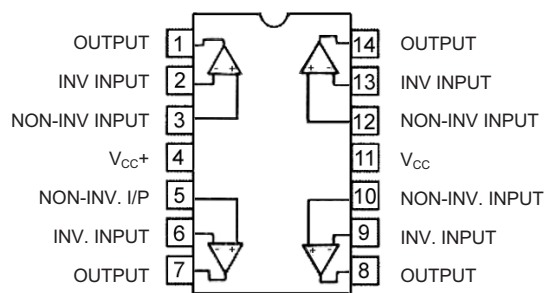 OUTPUT 1 14 OUTPUT
INV INPUT 2 - + + - 13 INV INPUT
NON-INV INPUT 3 12 NON-INV INPUT
VCC+ 4 11 VCC
NON-INV. I/P 5 10 NON-INV. INPUT
INV. INPUT 6 - + + - 9 INV. INPUT
OUTPUT 7 8 OUTPUT